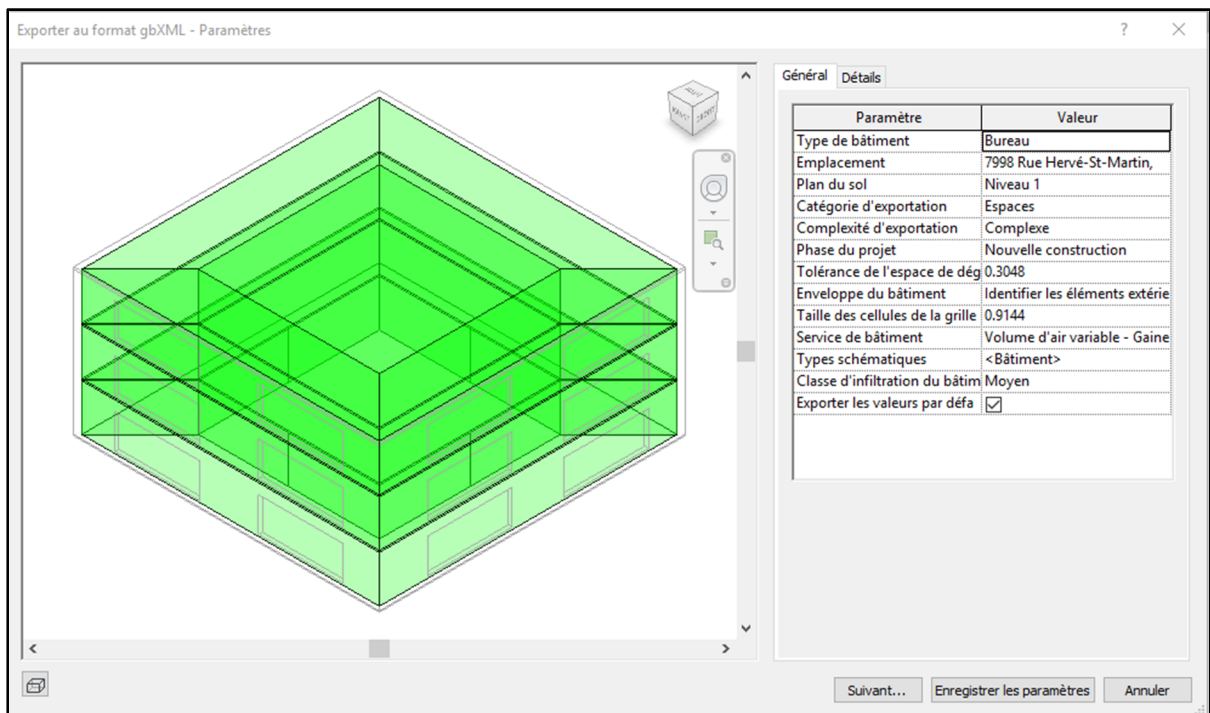 Exporter au format gbXML - Paramètres
Général Détails
Paramètre Valeur
Type de bâtiment Bureau
Emplacement 7998 Rue Hervé-St-Martin,
Plan du sol Niveau 1
Catégorie d'exportation Espaces
Complexité d'exportation Complexe
Phase du projet Nouvelle construction
Tolérance de l'espace de dég 0.3048
Enveloppe du bâtiment Identifier les éléments extérie
Taille des cellules de la grille 0.9144
Service de bâtiment Volume d'air variable - Gaine
Types schématiques <Bâtiment>
Classe d'infiltration du bâtim Moyen
Exporter les valeurs par défa
Suivant... Enregistrer les paramètres Annuler